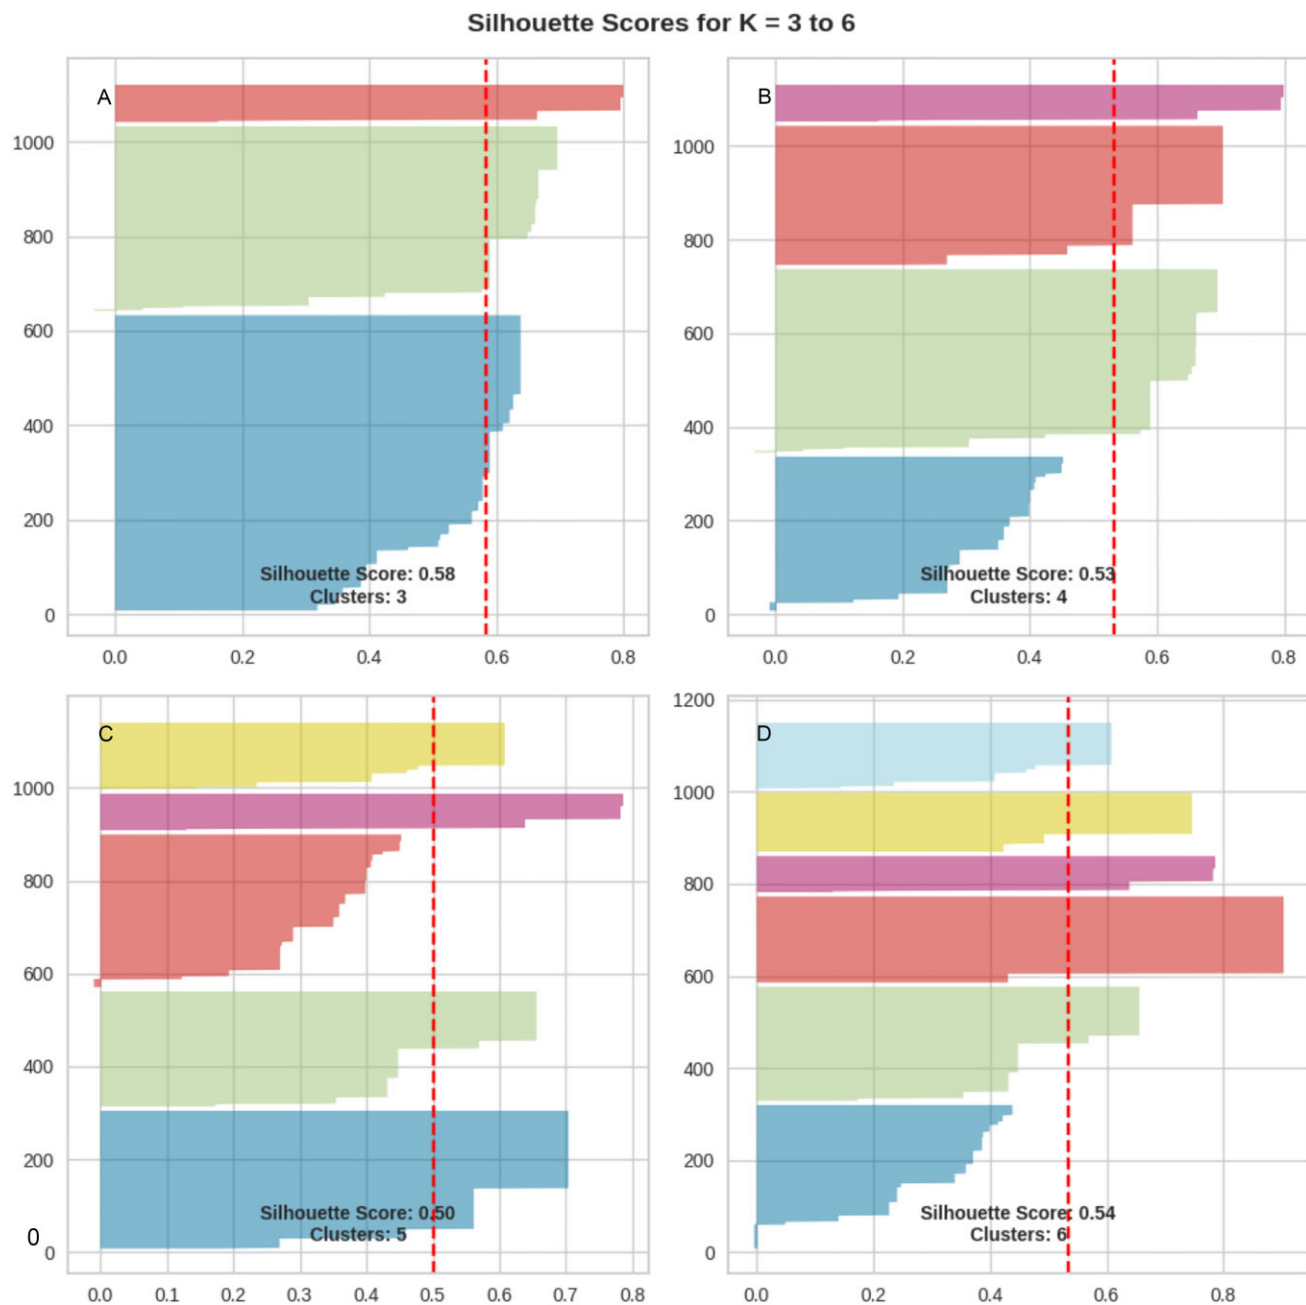 Silhouette Scores for K = 3 to 6
A
1000
800
600
400
200
0
Silhouette Score: 0.58
Clusters: 3
0.0 0.2 0.4 0.6 0.8
B
1000
800
600
400
200
0
Silhouette Score: 0.53
Clusters: 4
0.0 0.2 0.4 0.6 0.8
C
1000
800
600
400
200
0
0
Silhouette Score: 0.50
Clusters: 5
0.0 0.1 0.2 0.3 0.4 0.5 0.6 0.7 0.8
D
1200
1000
800
600
400
200
0
Silhouette Score: 0.54
Clusters: 6
0.0 0.2 0.4 0.6 0.8